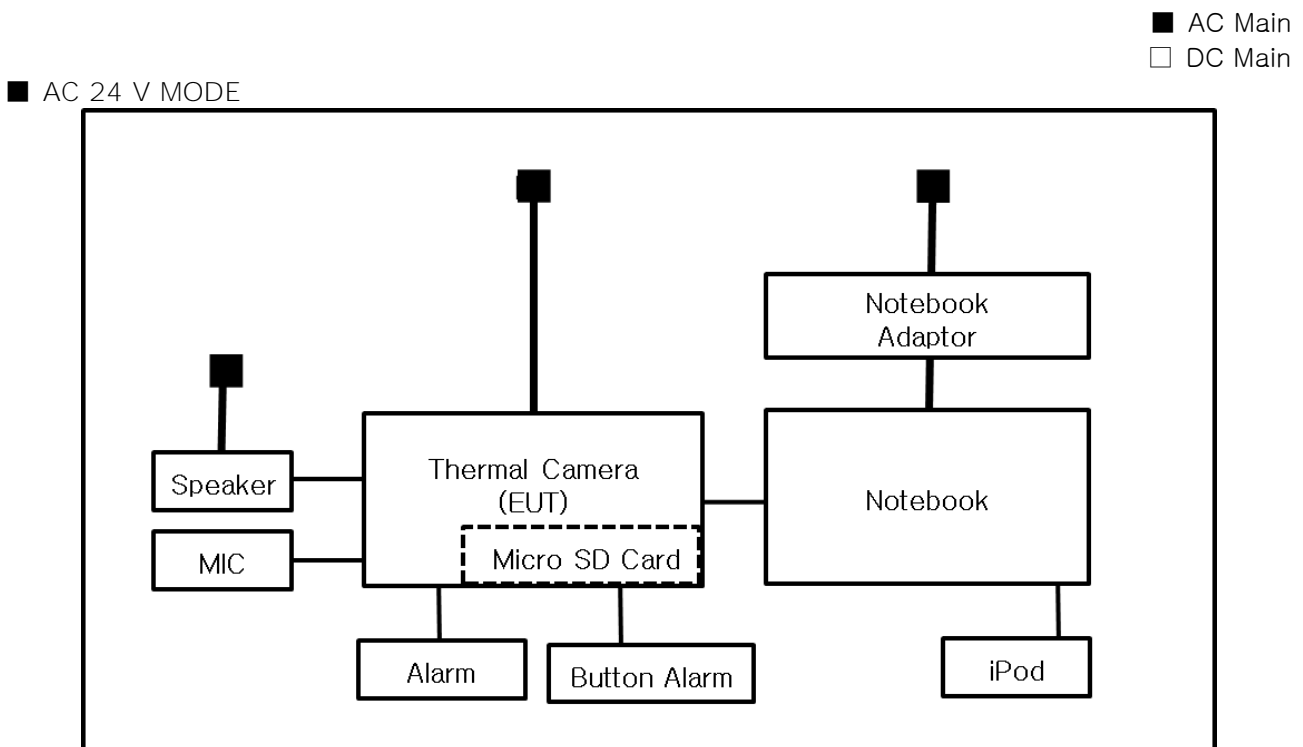 ■ AC Main
□ DC Main
■ AC 24 V MODE
Notebook
Adaptor
Speaker
Thermal Camera
(EUT)
Notebook
MIC
Micro SD Card
Alarm
Button Alarm
iPod